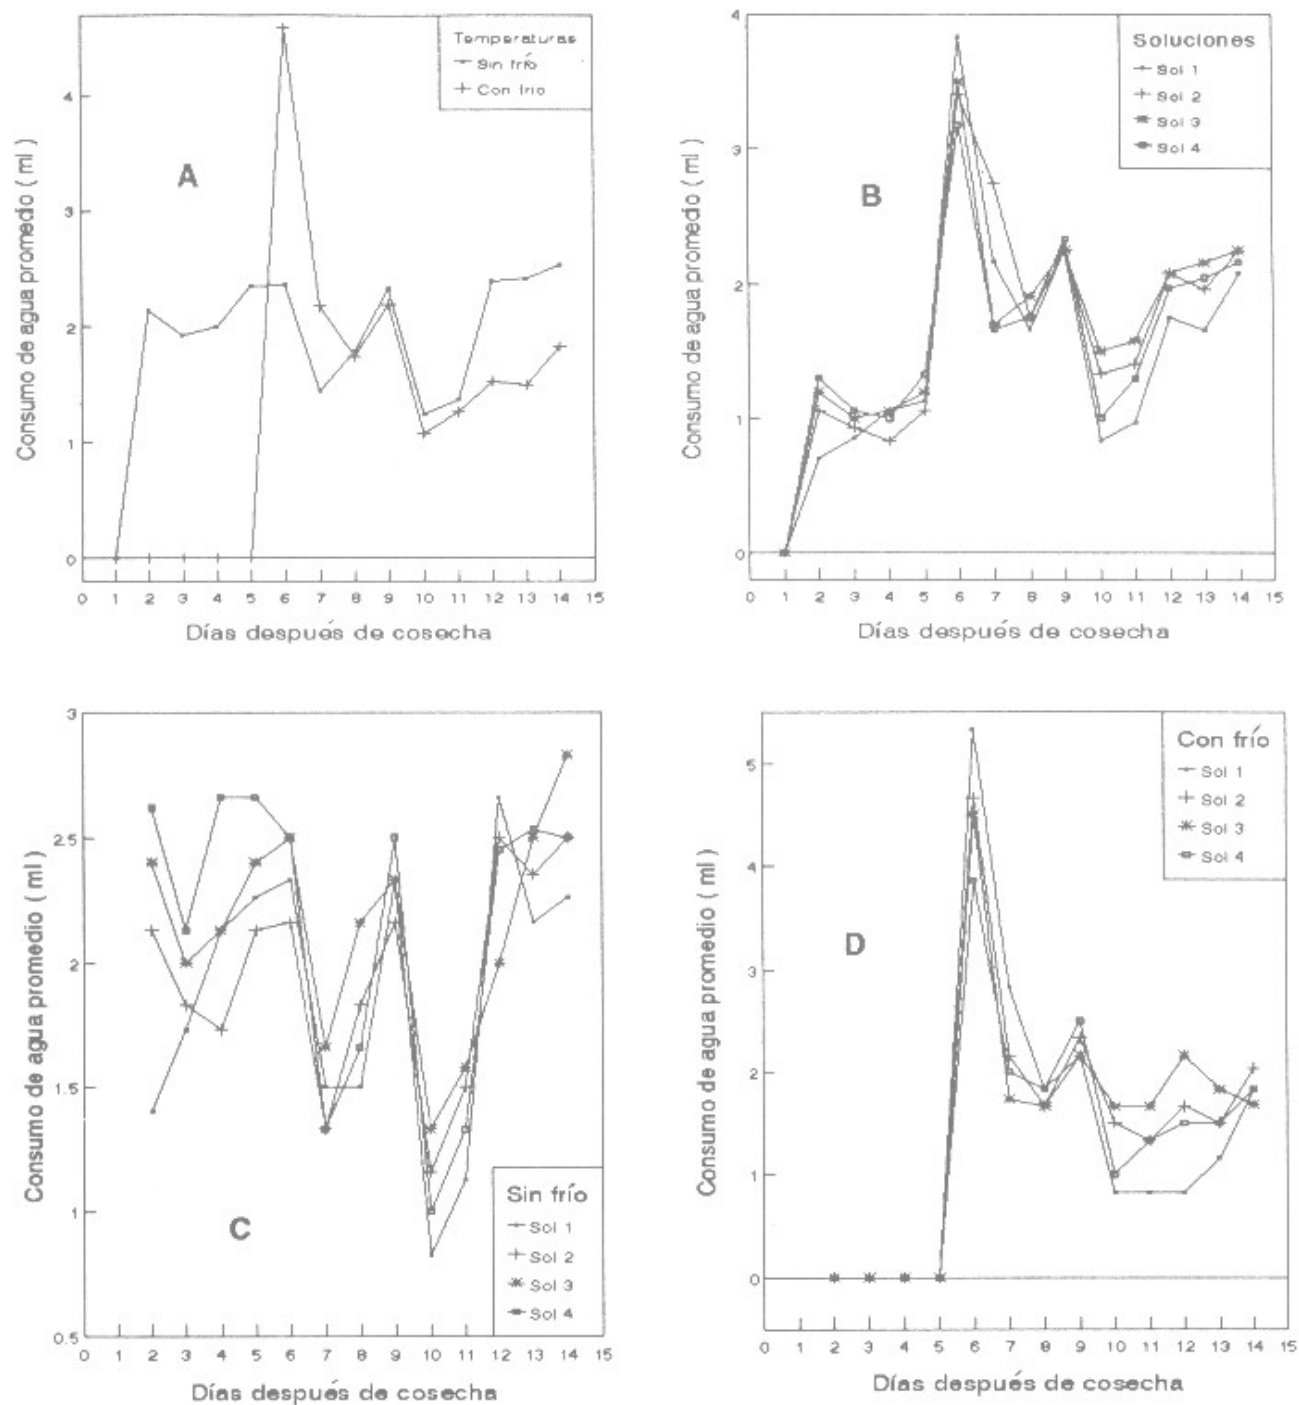 Temperaturas
Sin frío
Con frio
A
Consumo de agua promedio ( ml )
4
3
2
1
0
0 1 2 3 4 5 6 7 8 9 10 11 12 13 14 15
Días después de cosecha
Soluciones
Sol 1
Sol 2
Sol 3
Sol 4
B
Consumo de agua promedio ( ml )
4
3
2
1
0
0 1 2 3 4 5 6 7 8 9 10 11 12 13 14 15
Días después de cosecha
Consumo de agua promedio ( ml )
3
2.5
2
1.5
1
0.5
C
Sin frío
Sol 1
Sol 2
Sol 3
Sol 4
0 1 2 3 4 5 6 7 8 9 10 11 12 13 14 15
Días después de cosecha
Con frío
Sol 1
Sol 2
Sol 3
Sol 4
D
Consumo de agua promedio ( ml )
5
4
3
2
1
0
0 1 2 3 4 5 6 7 8 9 10 11 12 13 14 15
Días después de cosecha